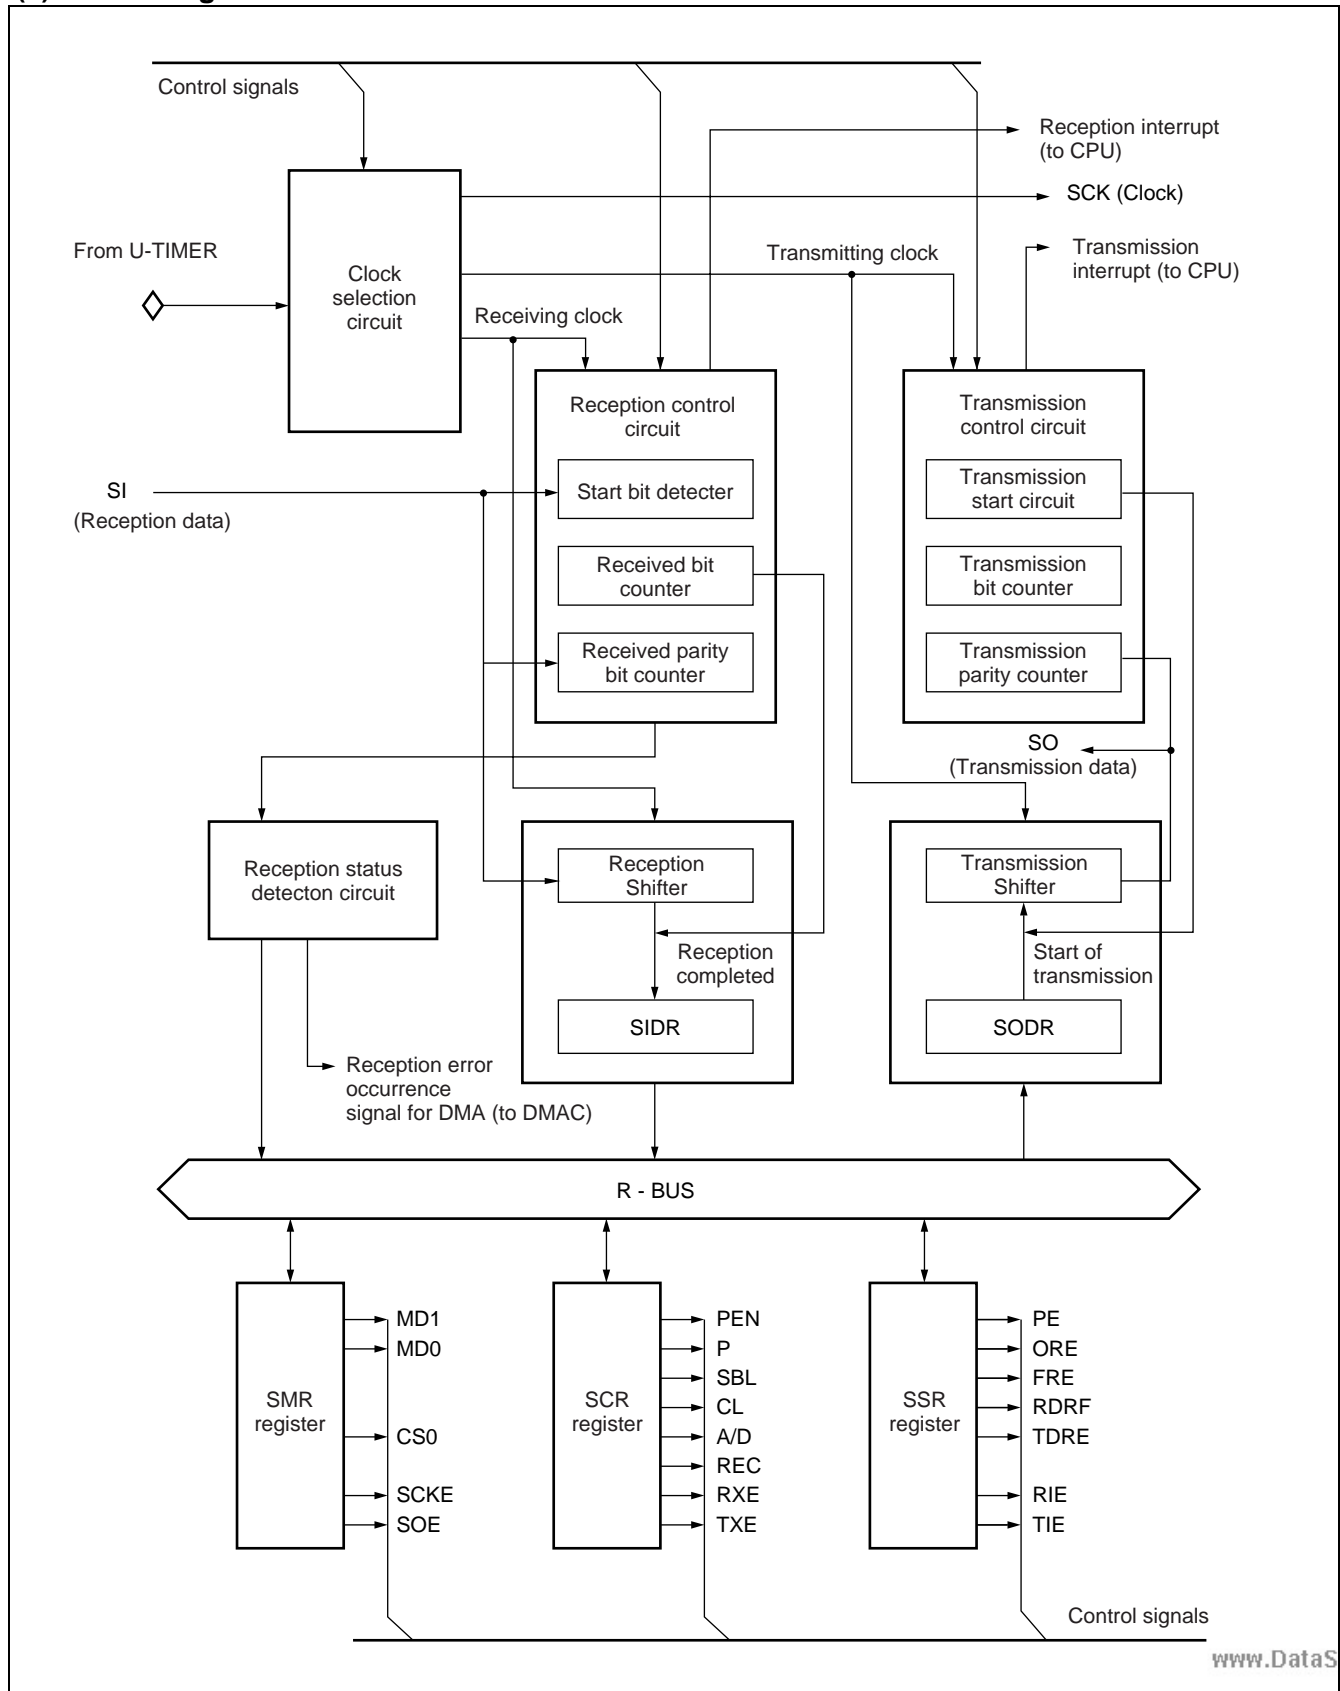 Control signals
Reception interrupt
(to CPU)
SCK (Clock)
From U-TIMER
Transmitting clock
Transmission
interrupt (to CPU)
Clock
selection
circuit
Receiving clock
Reception control
circuit
Transmission
control circuit
SI
(Reception data)
Start bit detecter
Transmission
start circuit
Received bit
counter
Transmission
bit counter
Received parity
bit counter
Transmission
parity counter
SO
(Transmission data)
Reception status
detecton circuit
Reception
Shifter
Transmission
Shifter
Reception
completed
Start of
transmission
SIDR
SODR
Reception error
occurrence
signal for DMA (to DMAC)
R - BUS
SMR
register
MD1
MD0
CS0
SCKE
SOE
SCR
register
PEN
P
SBL
CL
A/D
REC
RXE
TXE
SSR
register
PE
ORE
FRE
RDRF
TDRE
RIE
TIE
Control signals
www.DataS